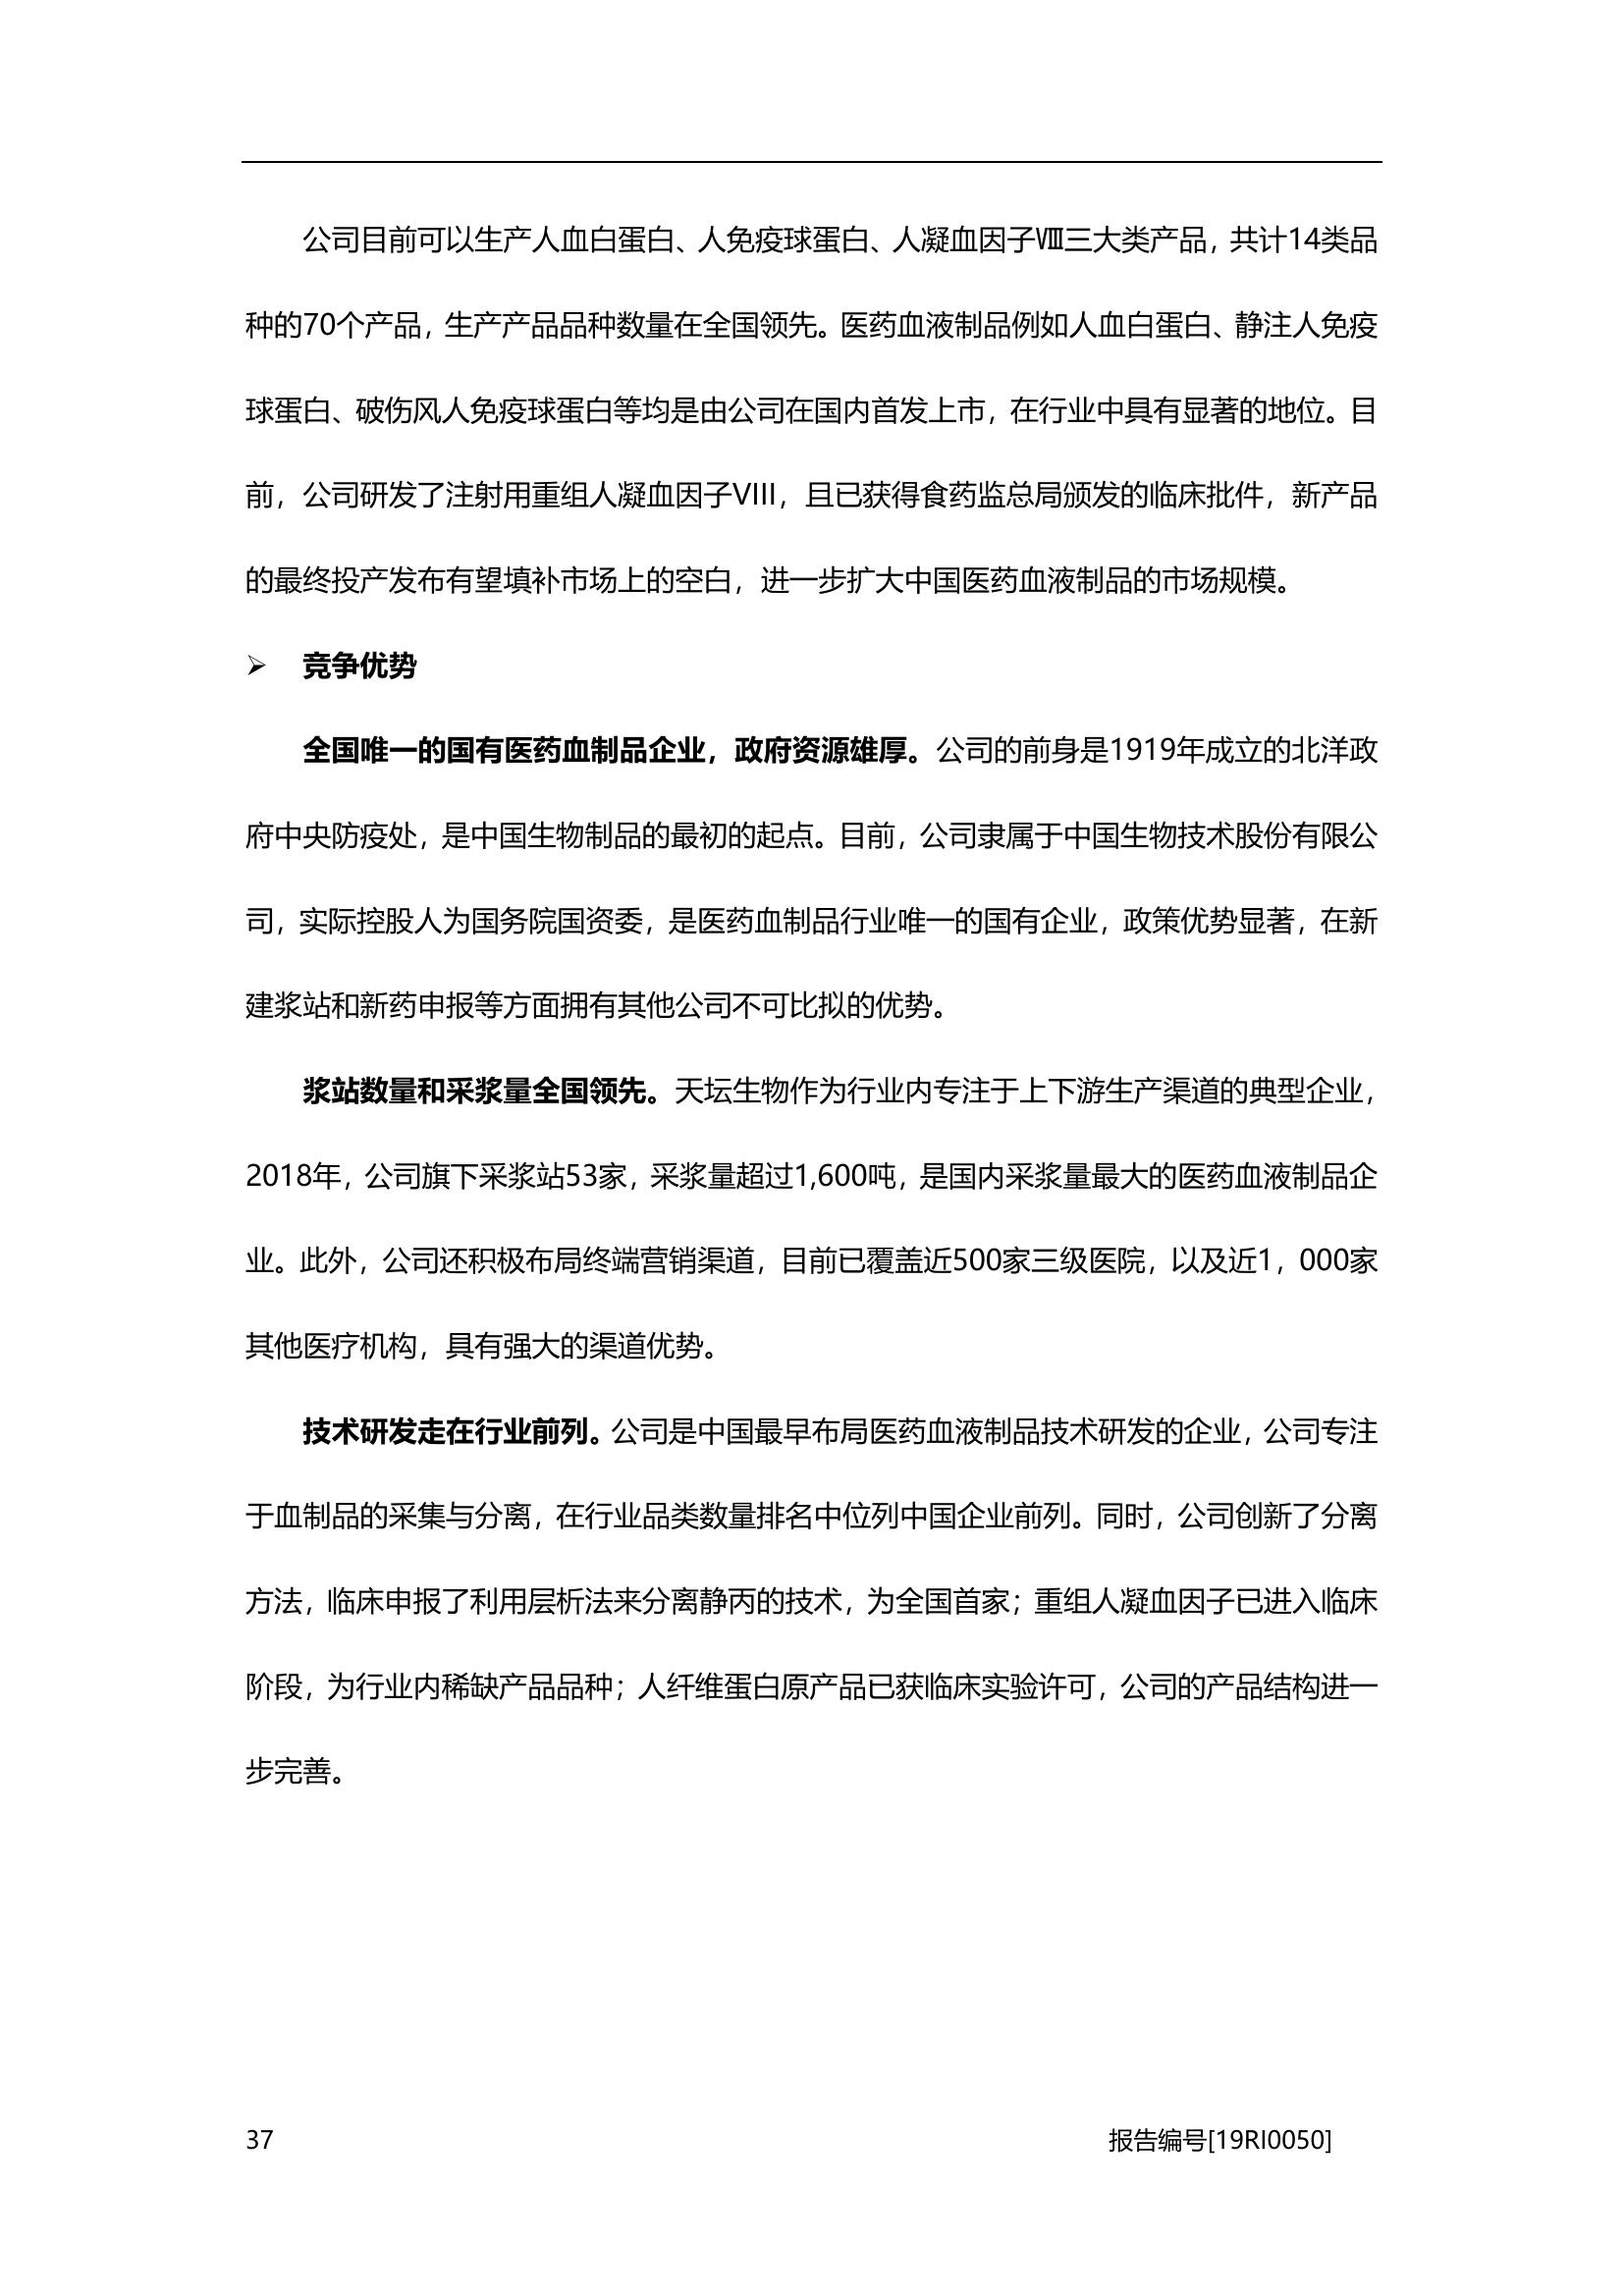 公司目前可以生产人血白蛋白、人免疫球蛋白、人凝血因子Ⅷ三大类产品，共计14类品
种的70个产品，生产产品品种数量在全国领先。医药血液制品例如人血白蛋白、静注人免疫
球蛋白、破伤风人免疫球蛋白等均是由公司在国内首发上市，在行业中具有显著的地位。目
前，公司研发了注射用重组人凝血因子VIII，且已获得食药监总局颁发的临床批件，新产品
的最终投产发布有望填补市场上的空白，进一步扩大中国医药血液制品的市场规模。
➢ 竞争优势
全国唯一的国有医药血制品企业，政府资源雄厚。公司的前身是1919年成立的北洋政
府中央防疫处，是中国生物制品的最初的起点。目前，公司隶属于中国生物技术股份有限公
司，实际控股人为国务院国资委，是医药血制品行业唯一的国有企业，政策优势显著，在新
建浆站和新药申报等方面拥有其他公司不可比拟的优势。
浆站数量和采浆量全国领先。天坛生物作为行业内专注于上下游生产渠道的典型企业，
2018年，公司旗下采浆站53家，采浆量超过1,600吨，是国内采浆量最大的医药血液制品企
业。此外，公司还积极布局终端营销渠道，目前已覆盖近500家三级医院，以及近1，000家
其他医疗机构，具有强大的渠道优势。
技术研发走在行业前列。公司是中国最早布局医药血液制品技术研发的企业，公司专注
于血制品的采集与分离，在行业品类数量排名中位列中国企业前列。同时，公司创新了分离
方法，临床申报了利用层析法来分离静丙的技术，为全国首家；重组人凝血因子已进入临床
阶段，为行业内稀缺产品品种；人纤维蛋白原产品已获临床实验许可，公司的产品结构进一
步完善。
37 报告编号[19RI0050]